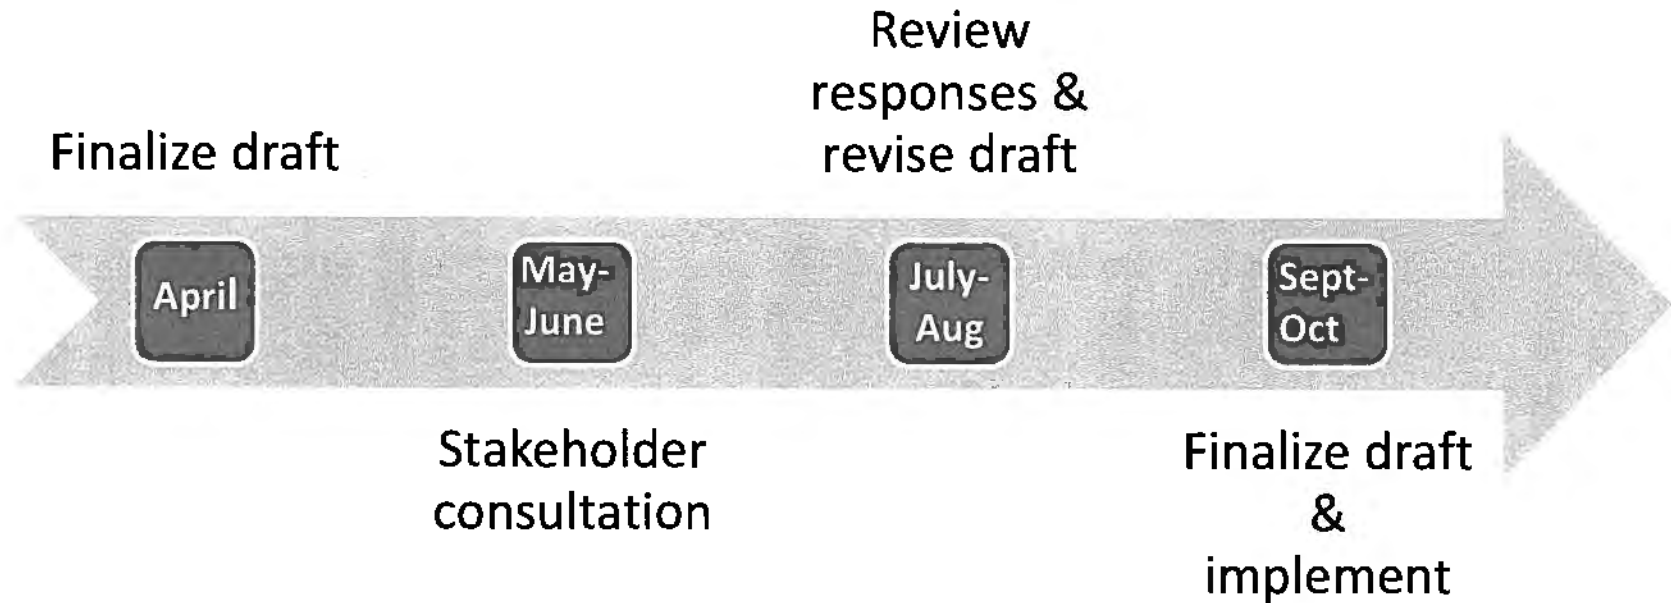 Finalize draft
April
May-
June
Stakeholder
consultation
Review
responses &
revise draft
July-
Aug
Sept-
Oct
Finalize draft
&
implement